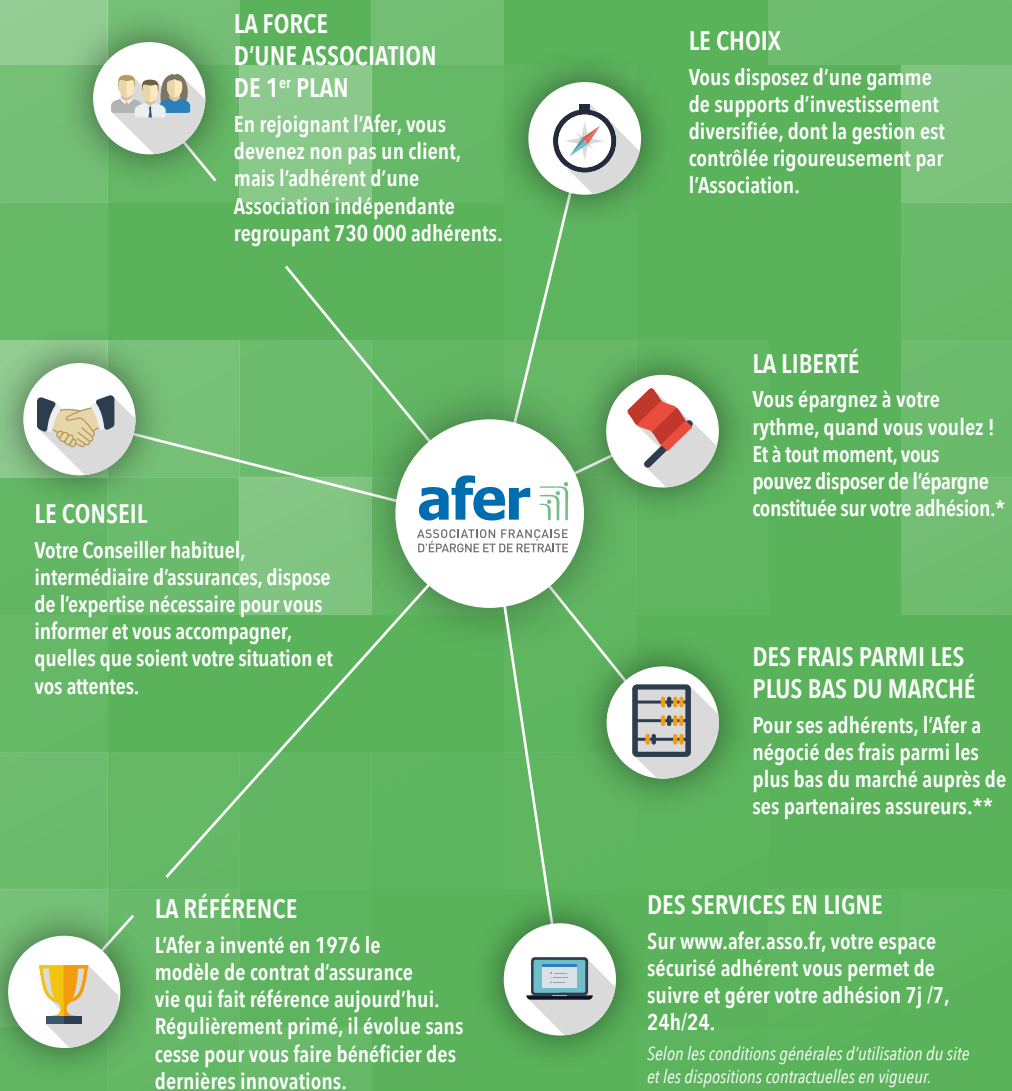 LA FORCE
D'UNE ASSOCIATION
DE 1er PLAN
En rejoignant l'Afer, vous
devenez non pas un client,
mais l'adhérent d'une
Association indépendante
regroupant 730 000 adhérents.
LE CHOIX
Vous disposez d'une gamme
de supports d'investissement
diversifiée, dont la gestion est
contrôlée rigoureusement par
l'Association.
LA LIBERTÉ
Vous épargnez à votre
rythme, quand vous voulez !
Et à tout moment, vous
pouvez disposer de l'épargne
constituée sur votre adhésion.*
afer
ASSOCIATION FRANÇAISE
D'ÉPARGNE ET DE RETRAITE
LE CONSEIL
Votre Conseiller habituel,
intermédiaire d'assurances, dispose
de l'expertise nécessaire pour vous
informer et vous accompagner,
quelles que soient votre situation et
vos attentes.
DES FRAIS PARMI LES
PLUS BAS DU MARCHÉ
Pour ses adhérents, l'Afer a
négocié des frais parmi les
plus bas du marché auprès de
ses partenaires assureurs.**
LA RÉFÉRENCE
L'Afer a inventé en 1976 le
modèle de contrat d'assurance
vie qui fait référence aujourd'hui.
Régulièrement primé, il évolue sans
cesse pour vous faire bénéficier des
dernières innovations.
DES SERVICES EN LIGNE
Sur www.afer.asso.fr, votre espace
sécurisé adhérent vous permet de
suivre et gérer votre adhésion 7j /7,
24h/24.
Selon les conditions générales d'utilisation du site
et les dispositions contractuelles en vigueur.